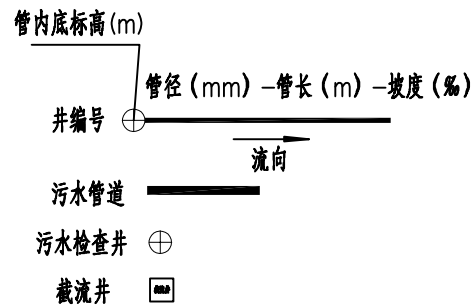 管内底标高(m)
管径(mm)-管长(m)-坡度(‰)
井编号
流向
污水管道
污水检查井
截流井